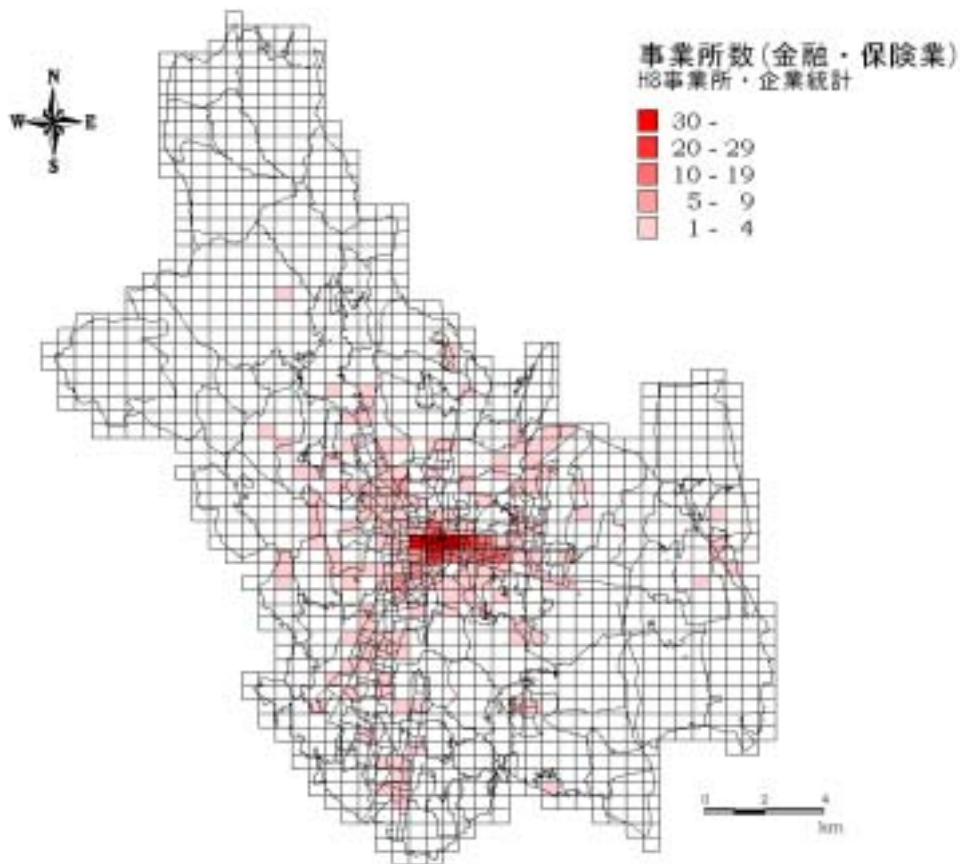 事業所数(金融・保険業)
H8事業所・企業統計
N
W E
S
30 -
20 - 29
10 - 19
5 - 9
1 - 4
0 2 4
km